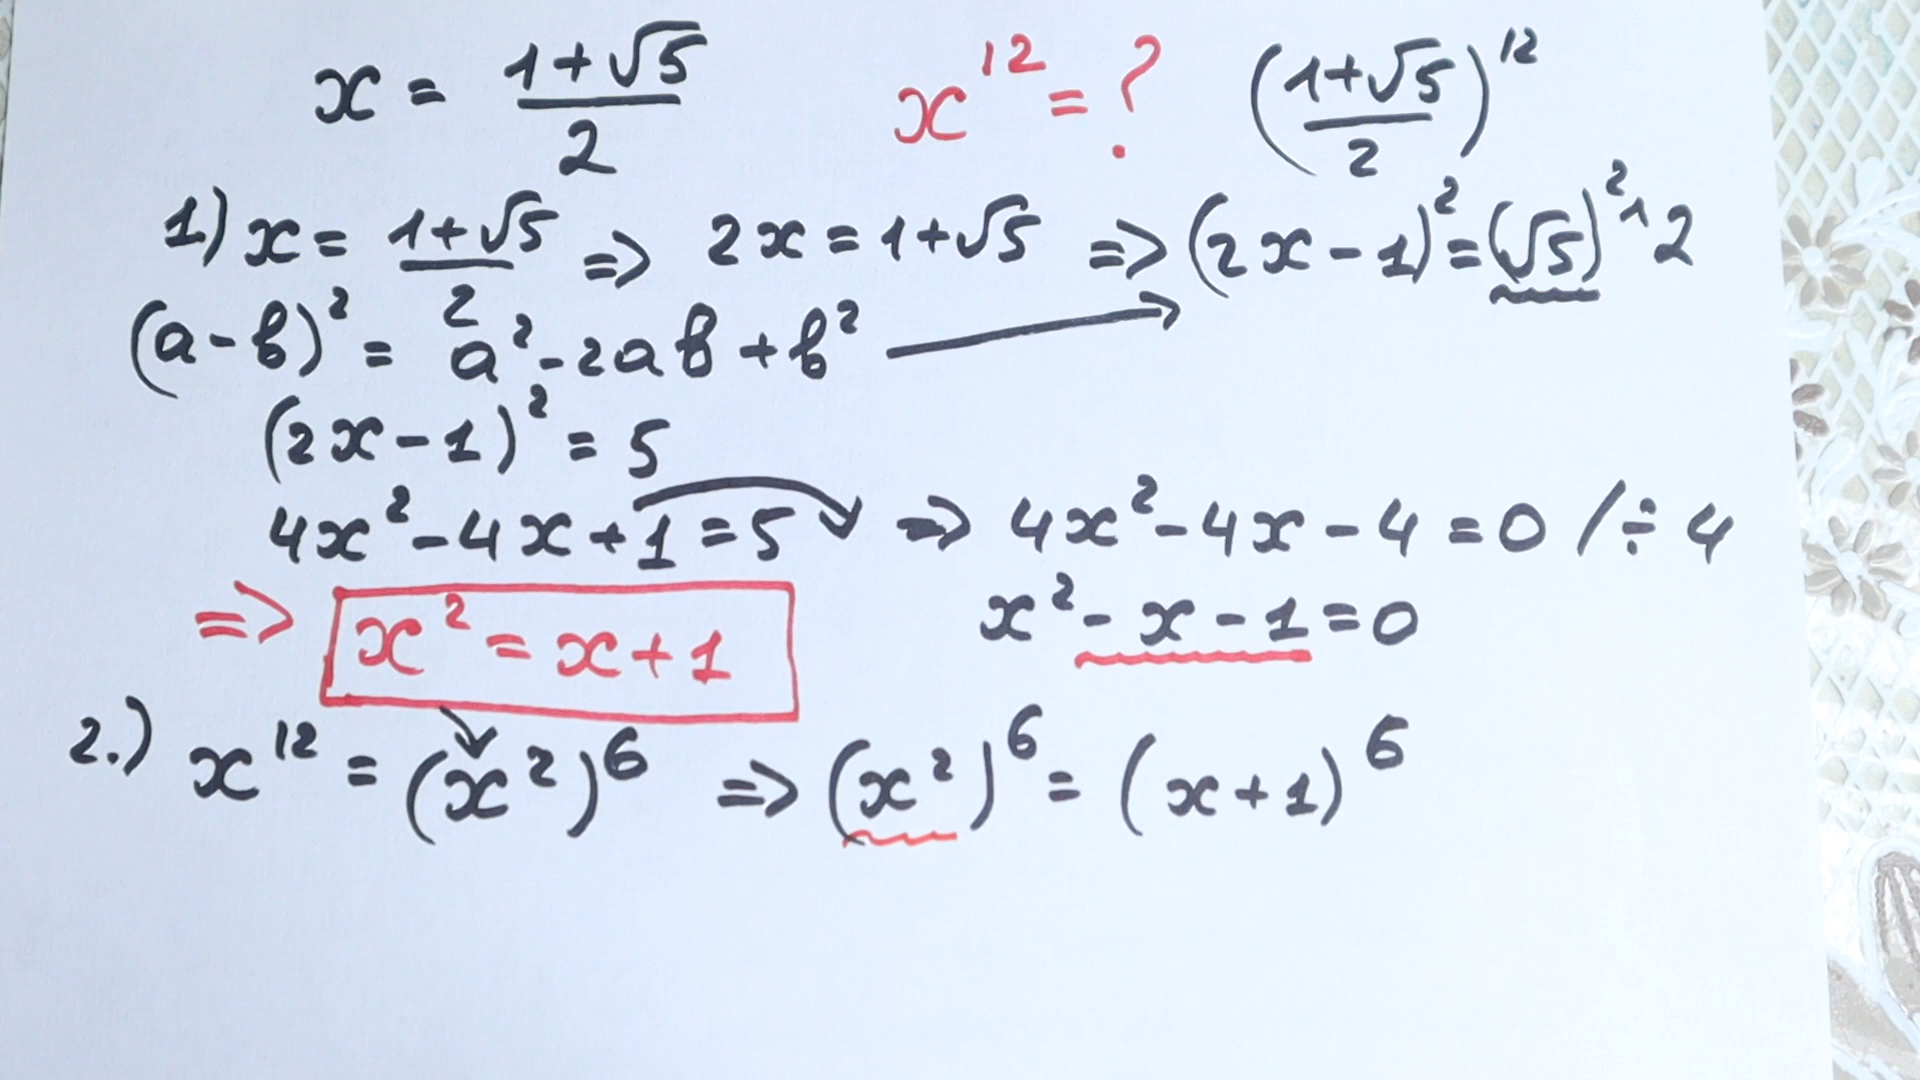 x = (1+√5)/2 x¹² = ? ((1+√5)/2)¹²
1) x = (1+√5)/2 => 2x = 1+√5 => (2x-1)² = (√5)² ^2
(a-b)² = a²-2ab+b² →
(2x-1)² = 5
4x²-4x+1=5 => 4x²-4x-4=0 /÷4
=> x² = x+1 x²-x-1=0
2.) x¹² = (x²)⁶ => (x²)⁶ = (x+1)⁶